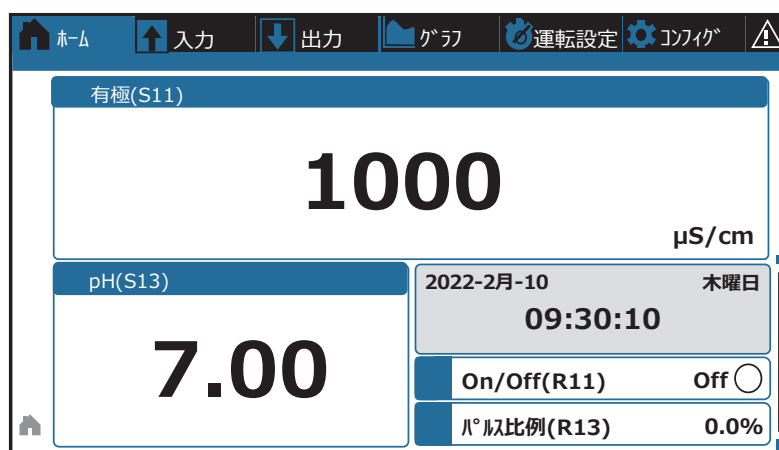 ﾎｰﾑ 入力 出力 ｸﾞﾗﾌ 運転設定 ｺﾝﾌｨｸﾞ
有極(S11)
1000
µS/cm
pH(S13)
7.00
2022-2月-10 木曜日
09:30:10
On/Off(R11) Off
ﾊﾟﾙｽ比例(R13) 0.0%